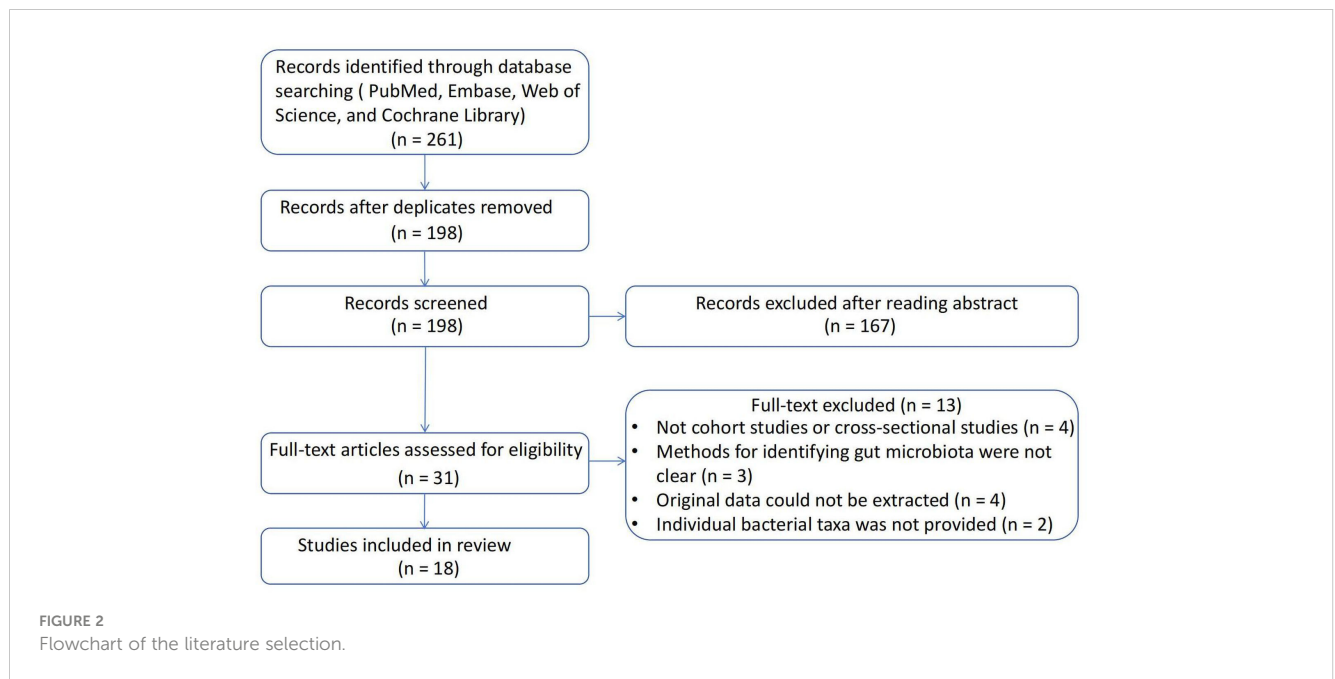 Records identified through database
searching ( PubMed, Embase, Web of
Science, and Cochrane Library)
(n = 261)
Records after deplicates removed
(n = 198)
Records screened
(n = 198)
Records excluded after reading abstract
(n = 167)
Full-text articles assessed for eligibility
(n = 31)
Full-text excluded (n = 13)
• Not cohort studies or cross-sectional studies (n = 4)
• Methods for identifying gut microbiota were not
clear (n = 3)
• Original data could not be extracted (n = 4)
• Individual bacterial taxa was not provided (n = 2)
Studies included in review
(n = 18)
FIGURE 2
Flowchart of the literature selection.